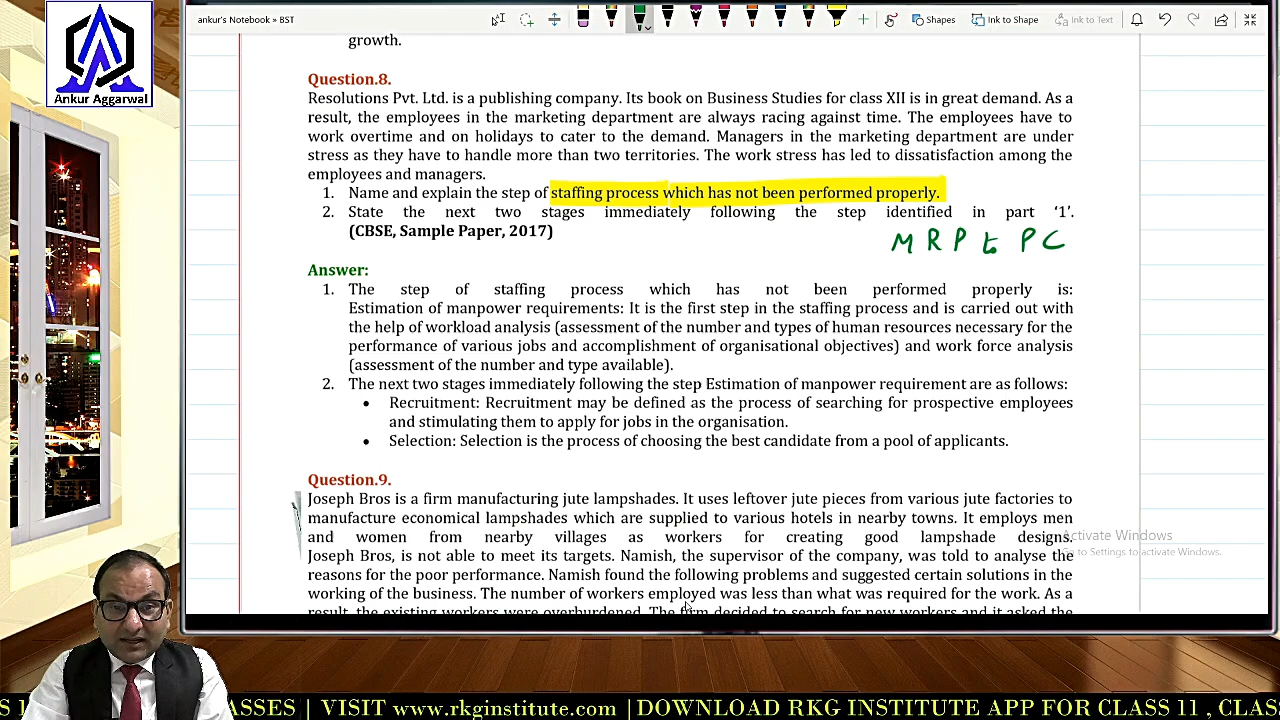 ankur's Notebook » BST
Shapes
Ink to Shape
Ink to Text
Ankur Aggarwal
growth.
Question.8.
Resolutions Pvt. Ltd. is a publishing company. Its book on Business Studies for class XII is in great demand. As a
result, the employees in the marketing department are always racing against time. The employees have to
work overtime and on holidays to cater to the demand. Managers in the marketing department are under
stress as they have to handle more than two territories. The work stress has led to dissatisfaction among the
employees and managers.
1. Name and explain the step of staffing process which has not been performed properly.
2. State the next two stages immediately following the step identified in part ‘1’.
(CBSE, Sample Paper, 2017)
M R P t P C
Answer:
1. The step of staffing process which has not been performed properly is:
Estimation of manpower requirements: It is the first step in the staffing process and is carried out with
the help of workload analysis (assessment of the number and types of human resources necessary for the
performance of various jobs and accomplishment of organisational objectives) and work force analysis
(assessment of the number and type available).
2. The next two stages immediately following the step Estimation of manpower requirement are as follows:
• Recruitment: Recruitment may be defined as the process of searching for prospective employees
and stimulating them to apply for jobs in the organisation.
• Selection: Selection is the process of choosing the best candidate from a pool of applicants.
Question.9.
Joseph Bros is a firm manufacturing jute lampshades. It uses leftover jute pieces from various jute factories to
manufacture economical lampshades which are supplied to various hotels in nearby towns. It employs men
and women from nearby villages as workers for creating good lampshade designs.
Joseph Bros, is not able to meet its targets. Namish, the supervisor of the company, was told to analyse the
reasons for the poor performance. Namish found the following problems and suggested certain solutions in the
working of the business. The number of workers employed was less than what was required for the work. As a
result, the existing workers were overburdened. The firm decided to search for new workers and it asked the
Activate Windows
Go to Settings to activate Windows.
S 1 ASSES | VISIT www.rkginstitute.com | DOWNLOAD RKG INSTITUTE APP FOR CLASS 11 , CLAS